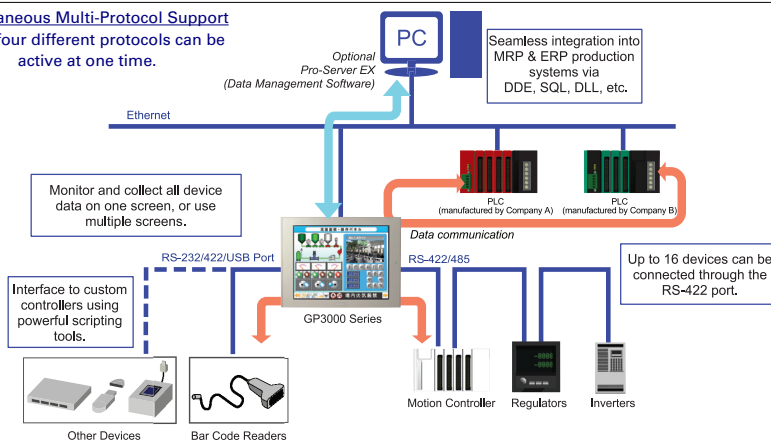 aneous Multi-Protocol Support
four different protocols can be
active at one time.
Optional
Pro-Server EX
(Data Management Software)
PC
Seamless integration into
MRP & ERP production
systems via
DDE, SQL, DLL, etc.
Ethernet
PLC
(manufactured by Company A)
PLC
(manufactured by Company B)
Monitor and collect all device
data on one screen, or use
multiple screens.
Data communication
RS-232/422/USB Port
RS-422/485
Up to 16 devices can be
connected through the
RS-422 port.
Interface to custom
controllers using
powerful scripting
tools.
GP3000 Series
Other Devices
Bar Code Readers
Motion Controller
Regulators
Inverters